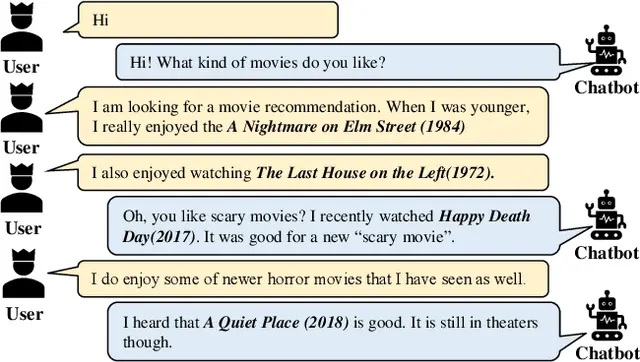 Hi
User
Hi! What kind of movies do you like?
Chatbot
I am looking for a movie recommendation. When I was younger,
I really enjoyed the A Nightmare on Elm Street (1984)
User
I also enjoyed watching The Last House on the Left(1972).
User
Oh, you like scary movies? I recently watched Happy Death
Day(2017). It was good for a new “scary movie”.
Chatbot
I do enjoy some of newer horror movies that I have seen as well.
User
I heard that A Quiet Place (2018) is good. It is still in theaters
though.
Chatbot